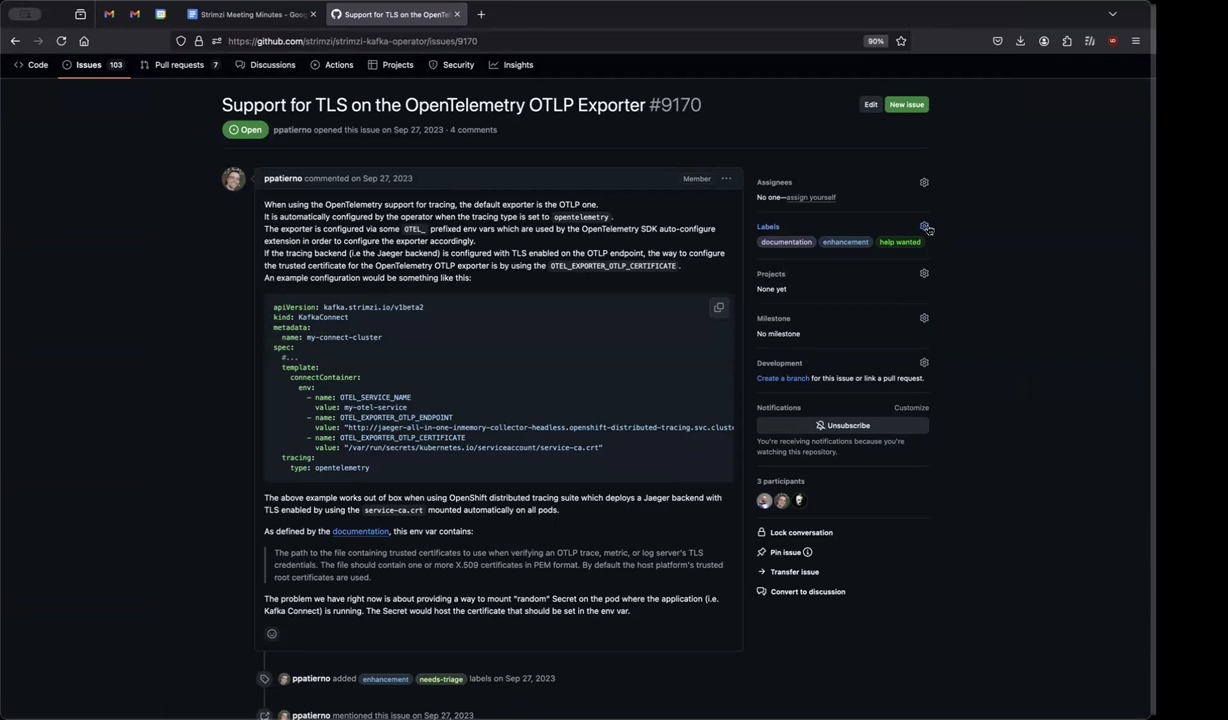 Strimzi Meeting Minutes – Goo
Support for TLS on the OpenTel
https://github.com/strimzi/strimzi-kafka-operator/issues/9170
90%
Code
Issues 103
Pull requests 7
Discussions
Actions
Projects
Security
Insights
Support for TLS on the OpenTelemetry OTLP Exporter #9170
Edit
New issue
Open
ppatierno opened this issue on Sep 27, 2023 · 4 comments
ppatierno commented on Sep 27, 2023
Member
When using the OpenTelemetry support for tracing, the default exporter is the OTLP one.
It is automatically configured by the operator when the tracing type is set to opentelemetry.
The exporter is configured via some OTEL_ prefixed env vars which are used by the OpenTelemetry SDK auto-configure
extension in order to configure the exporter accordingly.
If the tracing backend (i.e the Jaeger backend) is configured with TLS enabled on the OTLP endpoint, the way to configure
the trusted certificate for the OpenTelemetry OTLP exporter is by using the OTEL_EXPORTER_OTLP_CERTIFICATE.
An example configuration would be something like this:
apiVersion: kafka.strimzi.io/v1beta2
kind: KafkaConnect
metadata:
name: my-connect-cluster
spec:
#...
template:
connectContainer:
env:
- name: OTEL_SERVICE_NAME
value: my-otel-service
- name: OTEL_EXPORTER_OTLP_ENDPOINT
value: "http://jaeger-all-in-one-inmemory-collector-headless.openshift-distributed-tracing.svc.cluste
- name: OTEL_EXPORTER_OTLP_CERTIFICATE
value: "/var/run/secrets/kubernetes.io/serviceaccount/service-ca.crt"
tracing:
type: opentelemetry
The above example works out of box when using OpenShift distributed tracing suite which deploys a Jaeger backend with
TLS enabled by using the service-ca.crt mounted automatically on all pods.
As defined by the documentation, this env var contains:
The path to the file containing trusted certificates to use when verifying an OTLP trace, metric, or log server's TLS
credentials. The file should contain one or more X.509 certificates in PEM format. By default the host platform's trusted
root certificates are used.
The problem we have right now is about providing a way to mount "random" Secret on the pod where the application (i.e.
Kafka Connect) is running. The Secret would host the certificate that should be set in the env var.
ppatierno added enhancement needs-triage labels on Sep 27, 2023
ppatierno mentioned this issue on Sep 27, 2023
Assignees
No one—assign yourself
Labels
documentation enhancement help wanted
Projects
None yet
Milestone
No milestone
Development
Create a branch for this issue or link a pull request.
Notifications
Customize
Unsubscribe
You're receiving notifications because you're
watching this repository.
3 participants
Lock conversation
Pin issue
Transfer issue
Convert to discussion